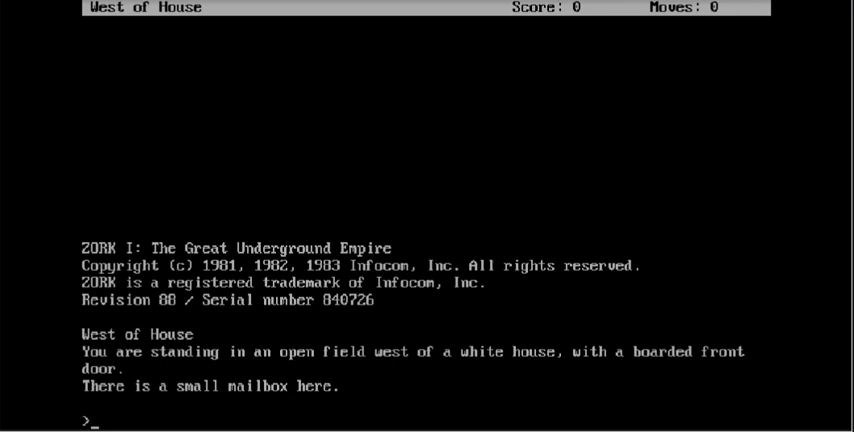 West of House Score: 0 Moves: 0
ZORK I: The Great Underground Empire
Copyright (c) 1981, 1982, 1983 Infocom, Inc. All rights reserved.
ZORK is a registered trademark of Infocom, Inc.
Revision 88 / Serial number 840726
West of House
You are standing in an open field west of a white house, with a boarded front
door.
There is a small mailbox here.
>_